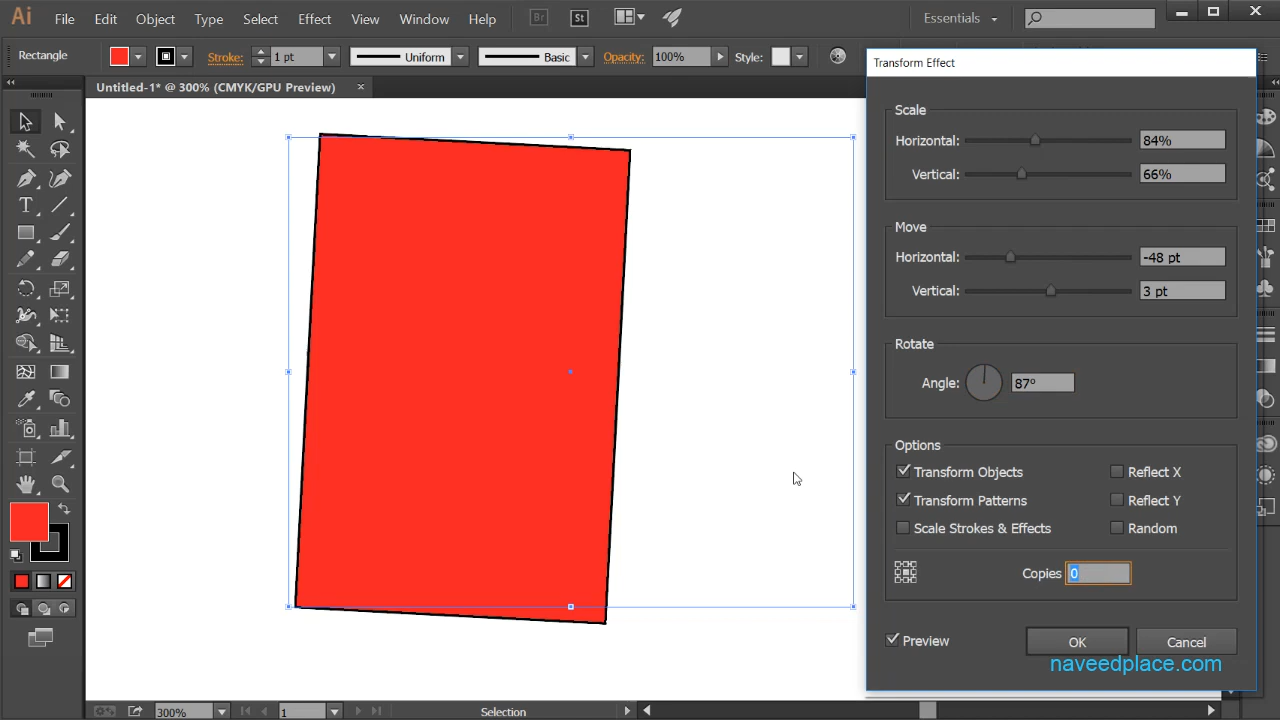 Ai File Edit Object Type Select Effect View Window Help Br St Essentials
Rectangle Stroke: 1 pt Uniform Basic Opacity: 100% Style:
Untitled-1* @ 300% (CMYK/GPU Preview) ×
Transform Effect
Scale
Horizontal: 84%
Vertical: 66%
Move
Horizontal: -48 pt
Vertical: 3 pt
Rotate
Angle: 87°
Options
Transform Objects Reflect X
Transform Patterns Reflect Y
Scale Strokes & Effects Random
Copies 0
Preview OK Cancel
naveedplace.com
300% 1 Selection